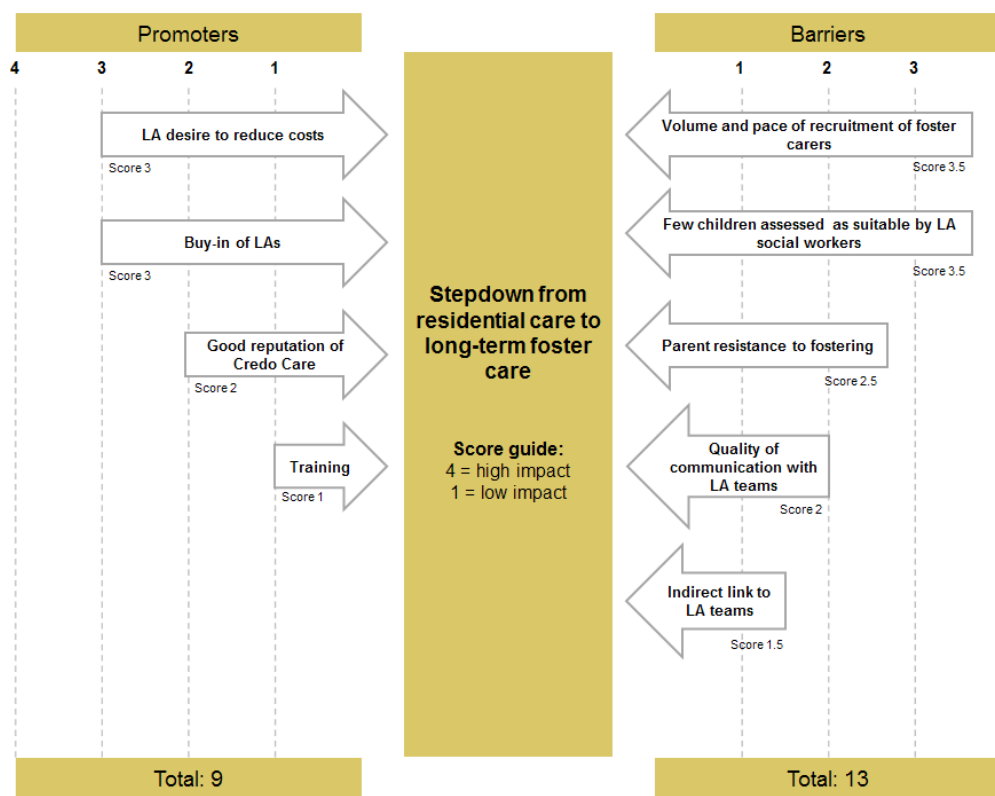 Promoters
4 3 2 1
LA desire to reduce costs
Score 3
Buy-in of LAs
Score 3
Good reputation of
Credo Care
Score 2
Training
Score 1
Total: 9
Stepdown from
residential care to
long-term foster
care
Score guide:
4 = high impact
1 = low impact
Barriers
1 2 3
Volume and pace of recruitment of foster
carers
Score 3.5
Few children assessed as suitable by LA
social workers
Score 3.5
Parent resistance to fostering
Score 2.5
Quality of
communication with
LA teams
Score 2
Indirect link to
LA teams
Score 1.5
Total: 13